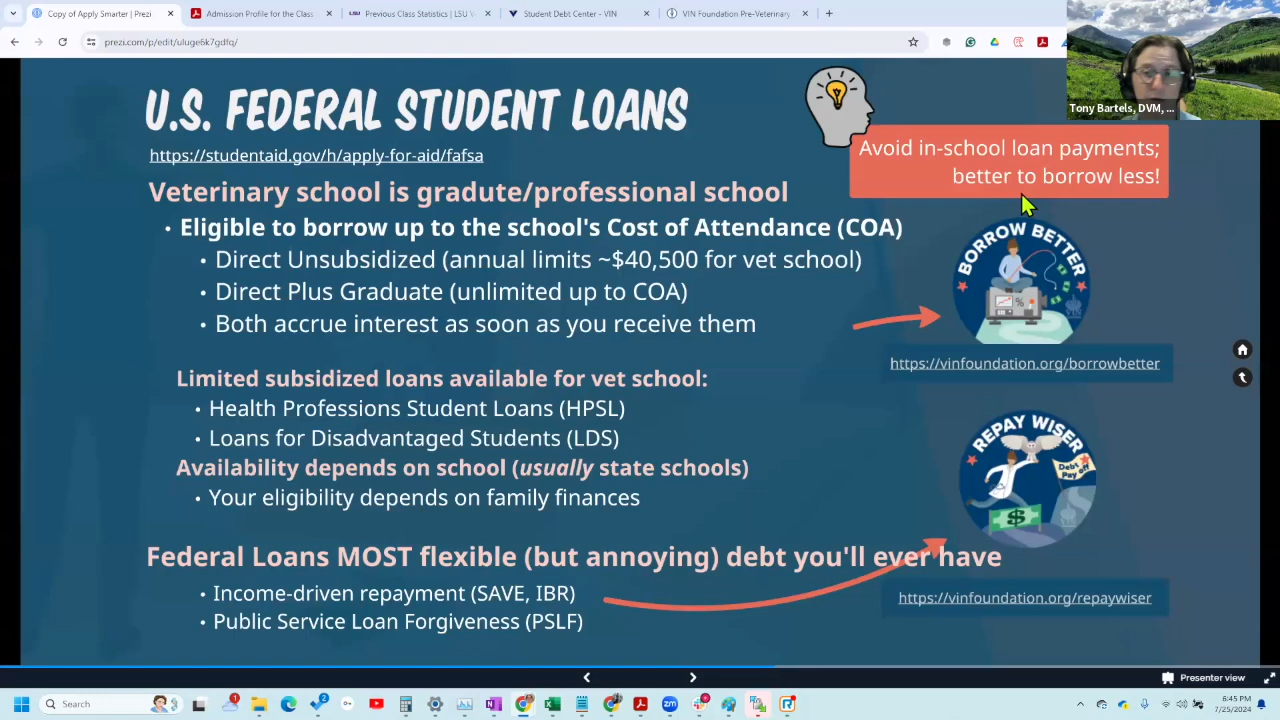 Copy of Apply Smarter | Prezi
Admission Profile for the Class
LSU Previous Class Statistics | LSU V
Student Debt Center - VIN
VIN Foundation Pre-Veterinary
prezi.com/p/edit/uluge6k7gdfq/
Tony Bartels, DVM, ...
U.S. FEDERAL STUDENT LOANS
https://studentaid.gov/h/apply-for-aid/fafsa
Avoid in-school loan payments;
better to borrow less!
Veterinary school is gradute/professional school
• Eligible to borrow up to the school's Cost of Attendance (COA)
• Direct Unsubsidized (annual limits ~$40,500 for vet school)
• Direct Plus Graduate (unlimited up to COA)
• Both accrue interest as soon as you receive them
BORROW BETTER
https://vinfoundation.org/borrowbetter
Limited subsidized loans available for vet school:
• Health Professions Student Loans (HPSL)
• Loans for Disadvantaged Students (LDS)
Availability depends on school (usually state schools)
• Your eligibility depends on family finances
REPAY WISER
Debt
Pay off
Federal Loans MOST flexible (but annoying) debt you'll ever have
• Income-driven repayment (SAVE, IBR)
• Public Service Loan Forgiveness (PSLF)
https://vinfoundation.org/repaywiser
Presenter view
Search
6:45 PM
7/25/2024